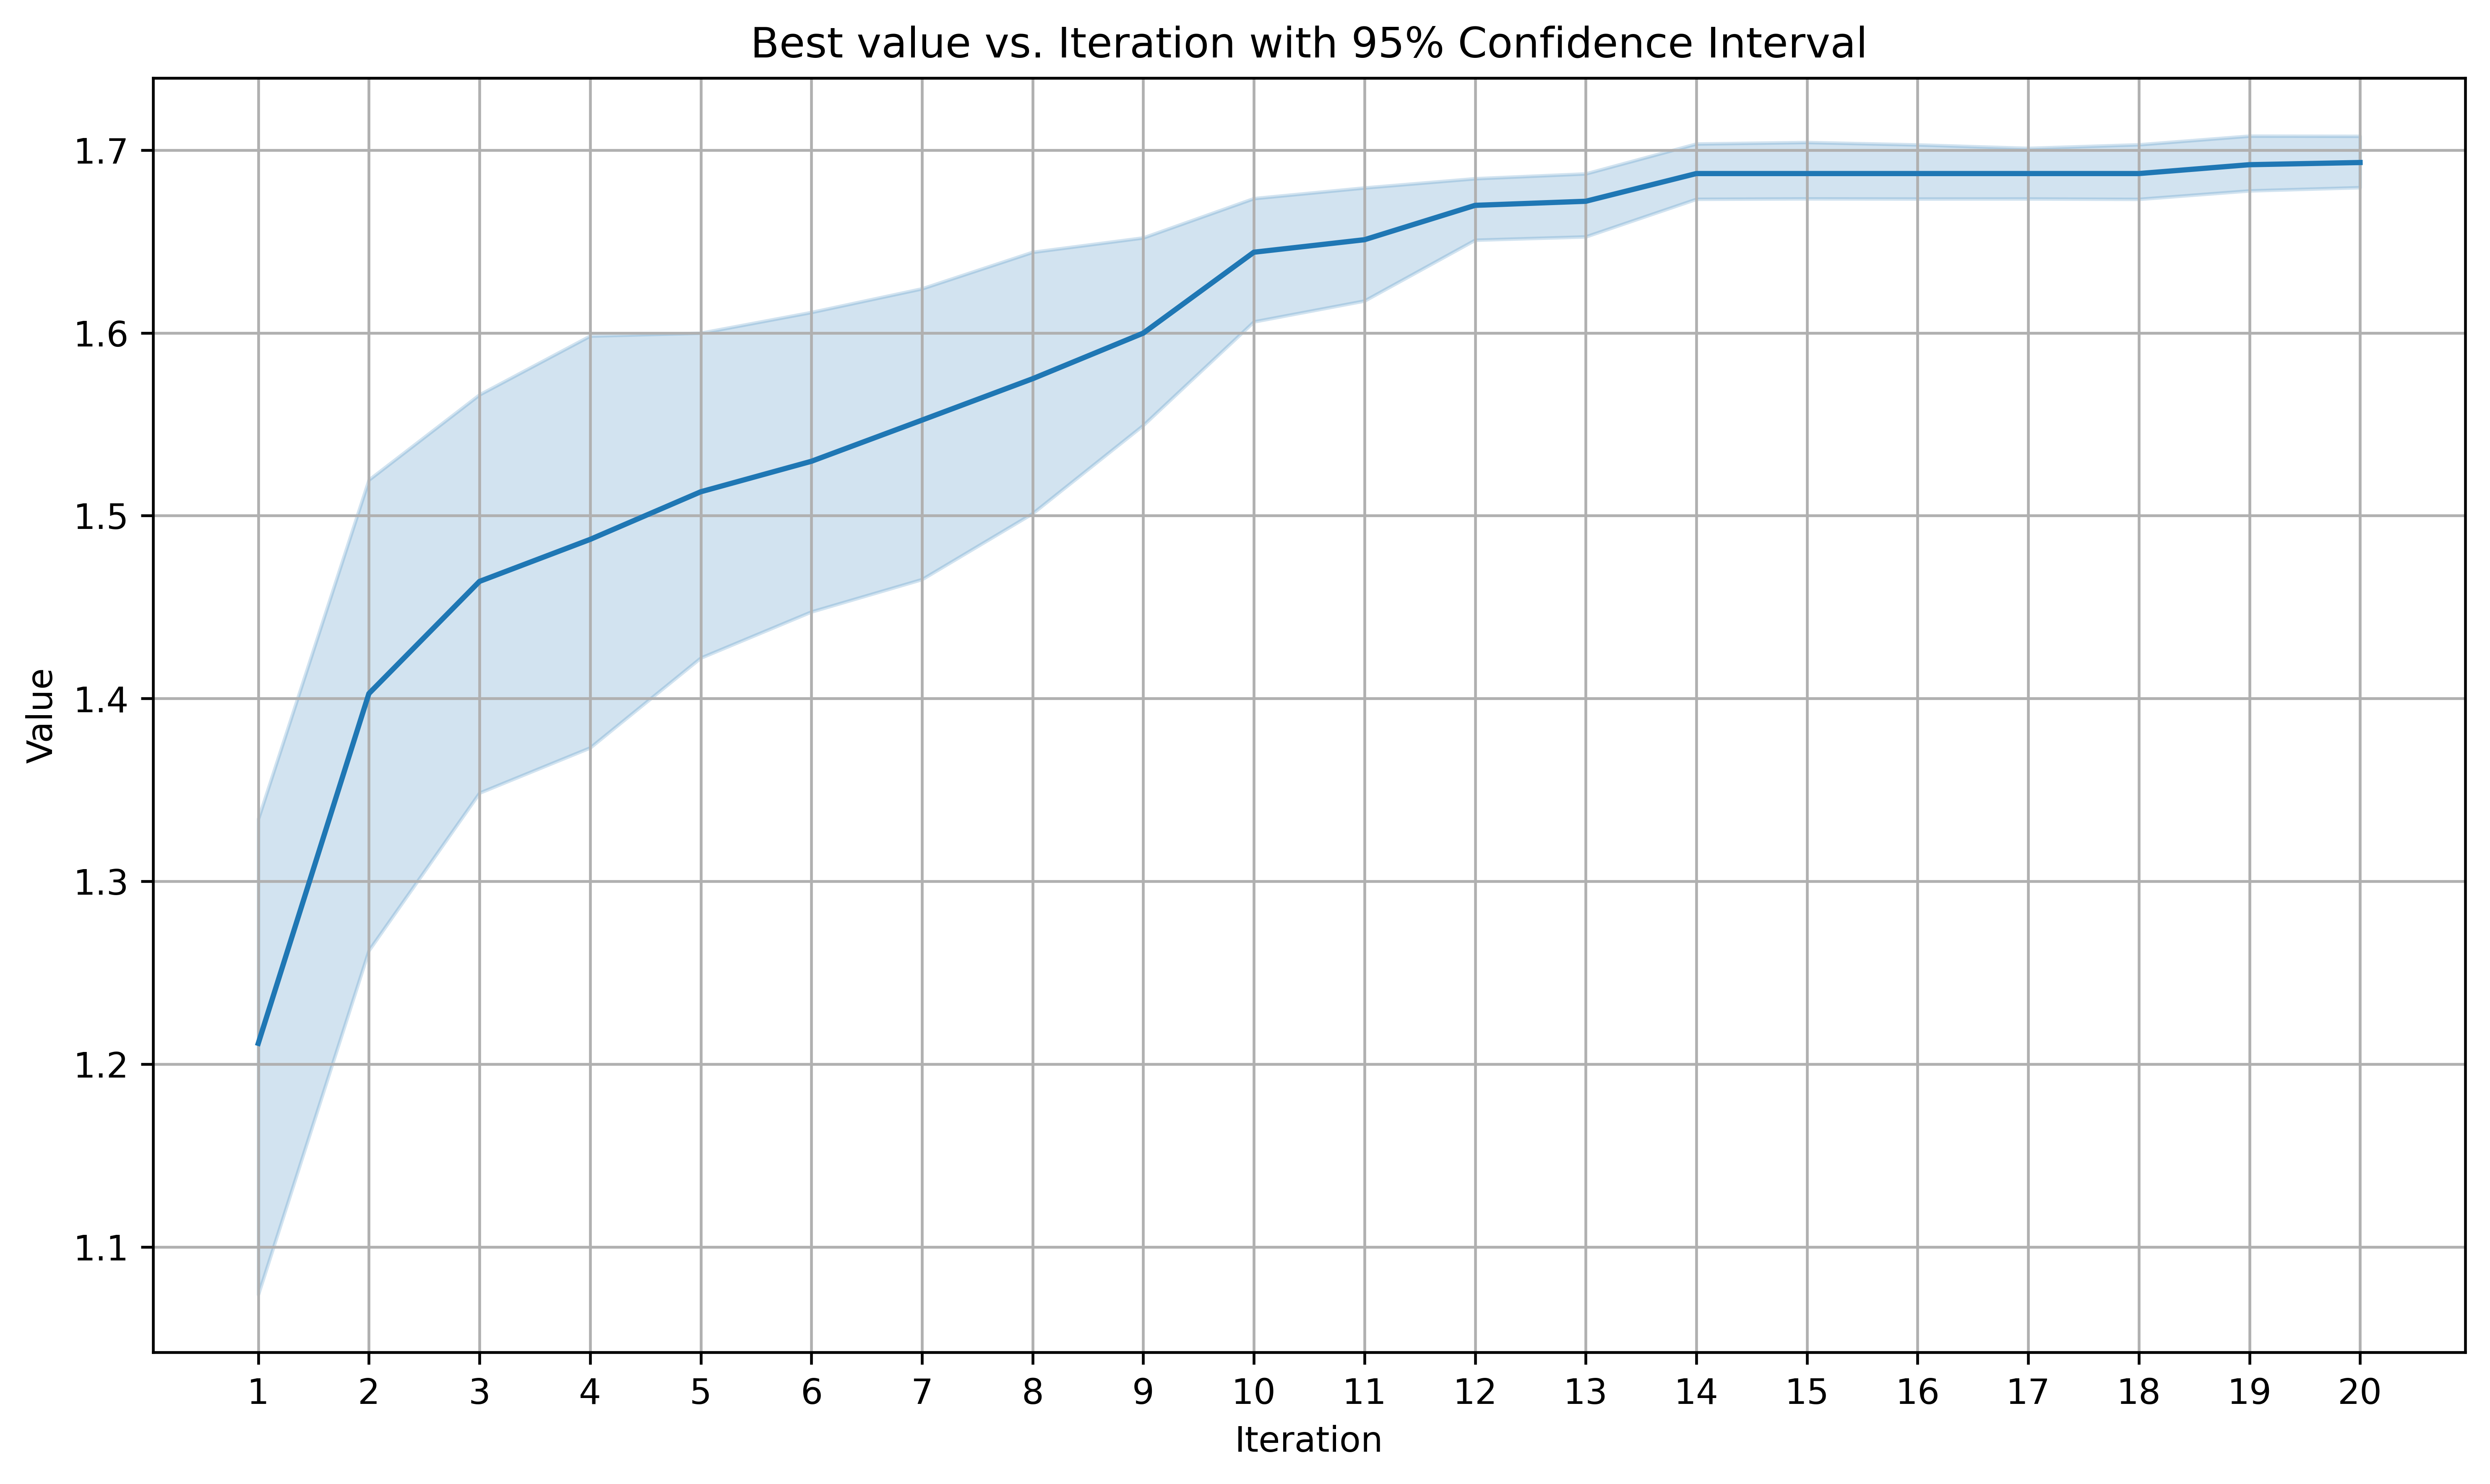 Best value vs. Iteration with 95% Confidence Interval
Value
1.7
1.6
1.5
1.4
1.3
1.2
1.1
1 2 3 4 5 6 7 8 9 10 11 12 13 14 15 16 17 18 19 20
Iteration